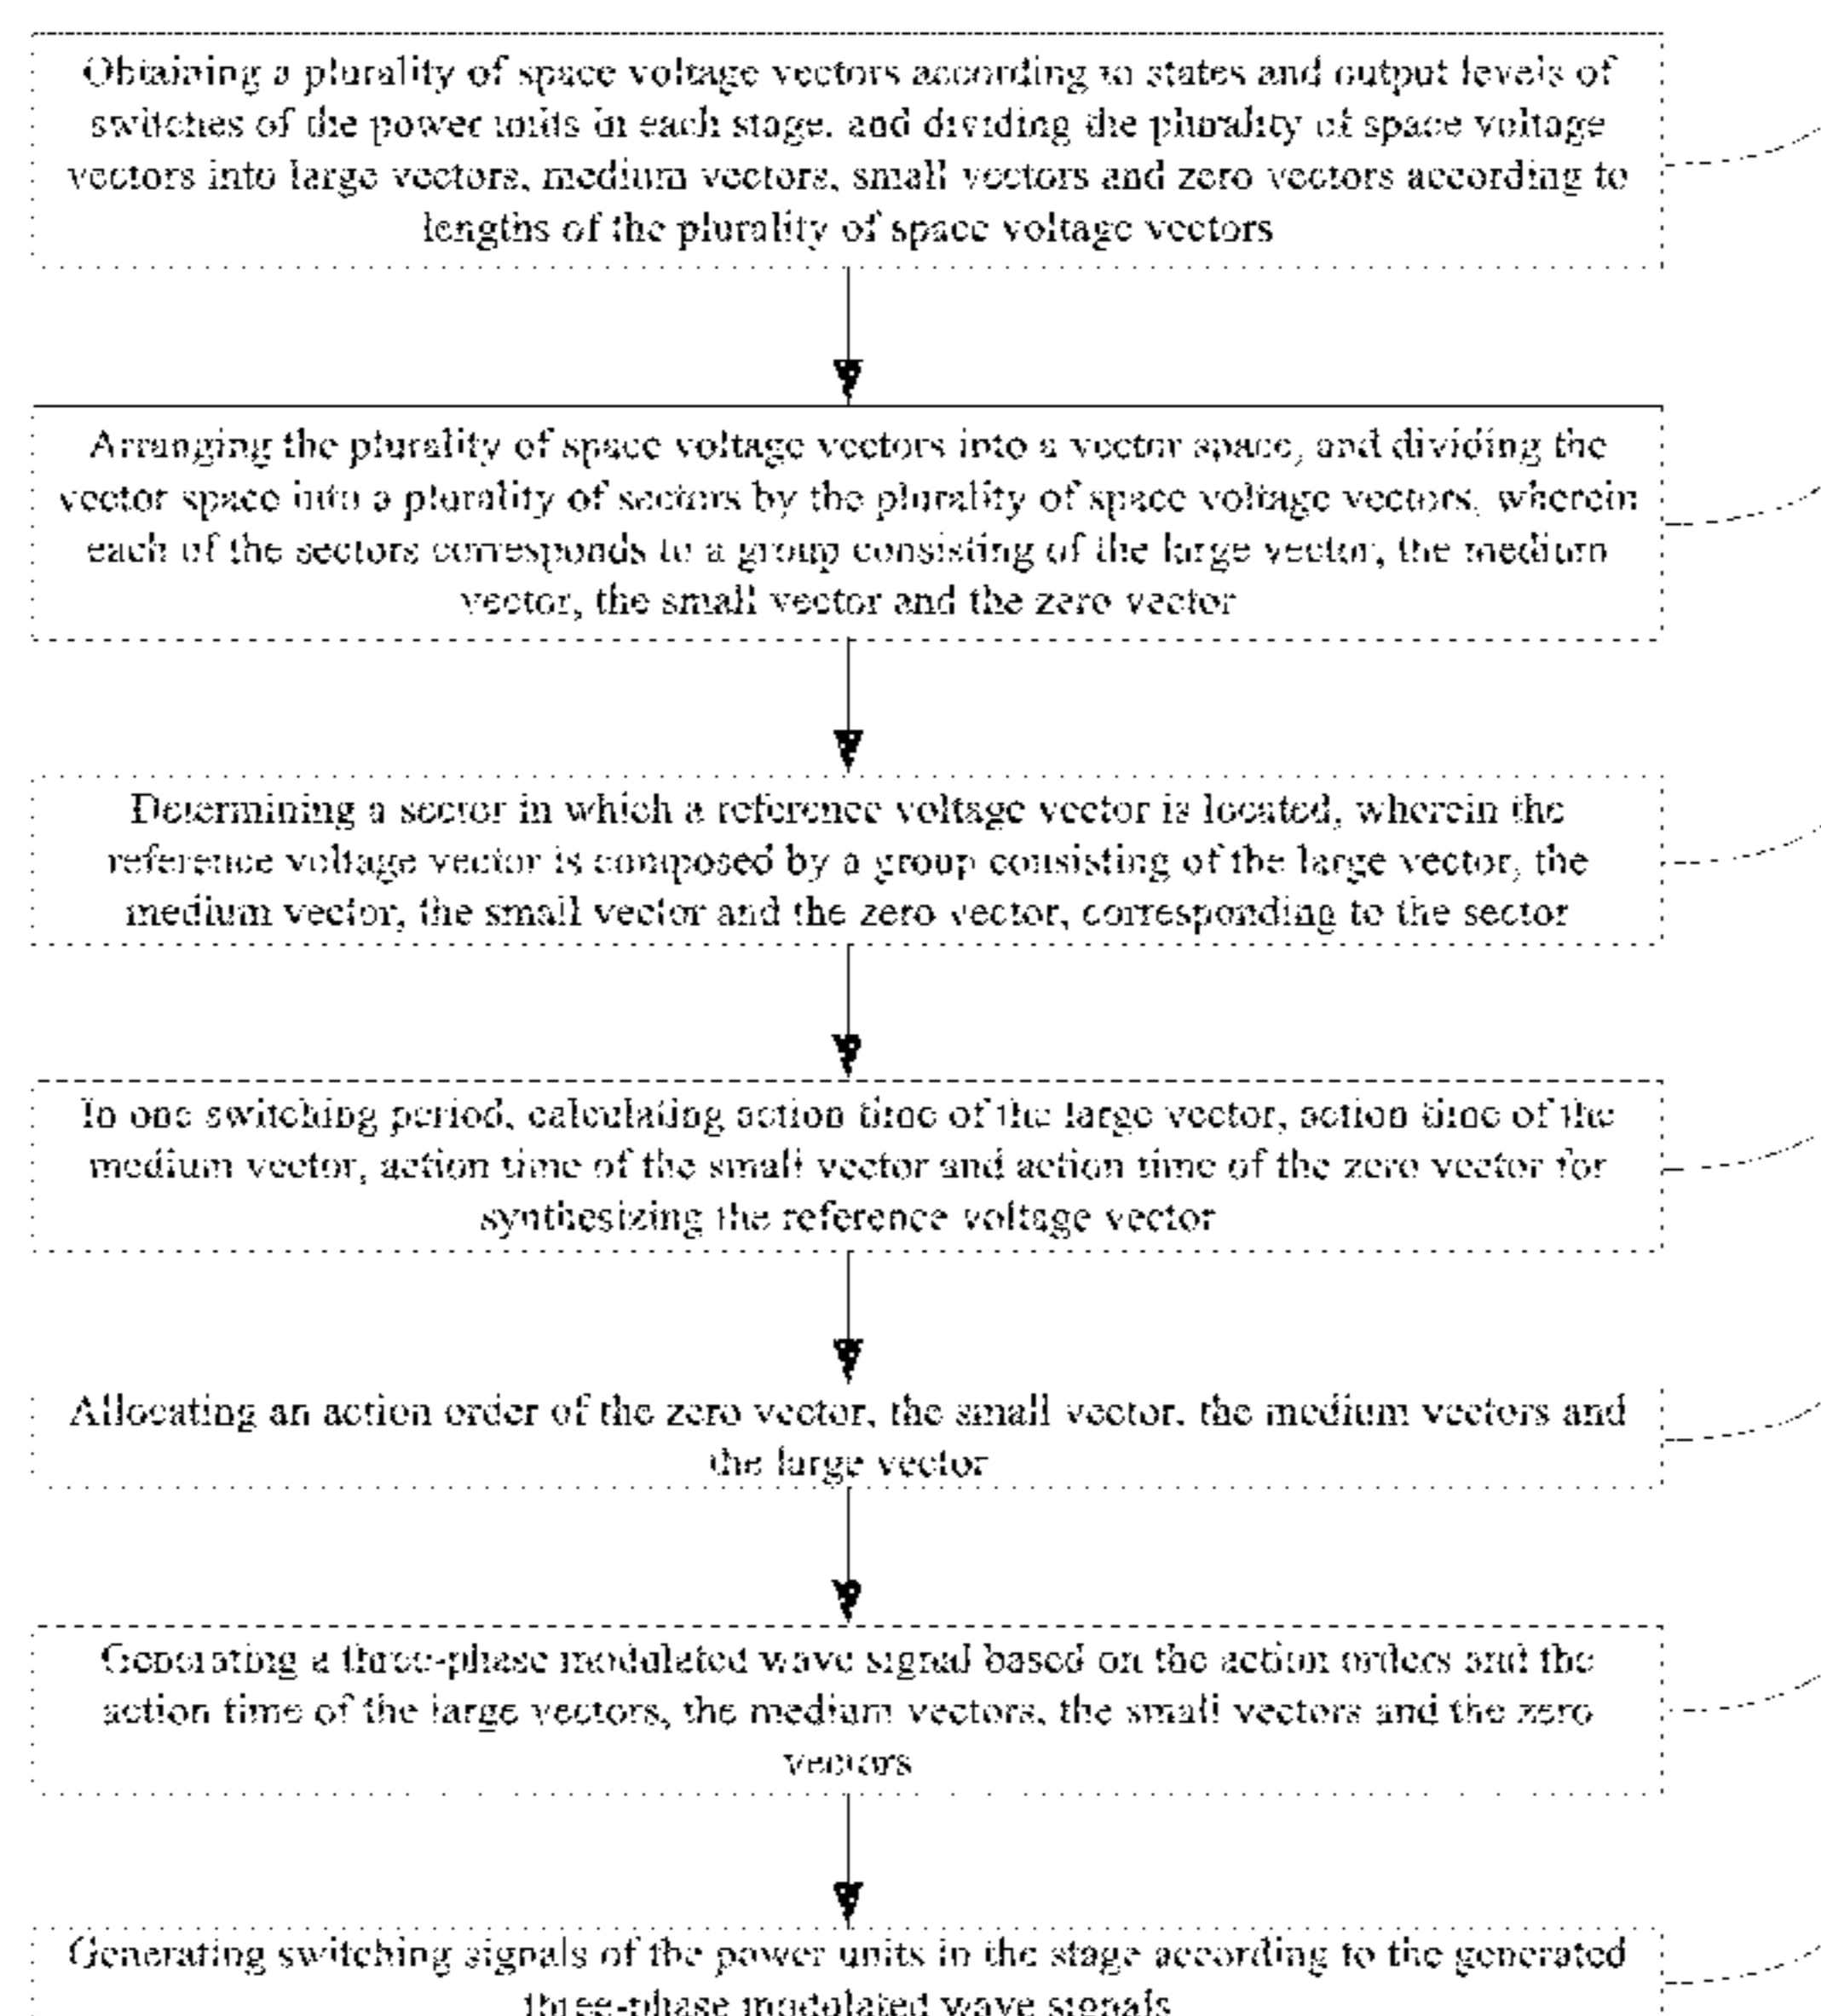 Obtaining a plurality of space voltage vectors according to states and output levels of
switches of the power units in each stage, and dividing the plurality of space voltage
vectors into large vectors, medium vectors, small vectors and zero vectors according to
lengths of the plurality of space voltage vectors
Arranging the plurality of space voltage vectors into a vector space, and dividing the
vector space into a plurality of sectors by the plurality of space voltage vectors, wherein
each of the sectors corresponds to a group consisting of the large vector, the medium
vector, the small vector and the zero vector
Determining a sector in which a reference voltage vector is located, wherein the
reference voltage vector is composed by a group consisting of the large vector, the
medium vector, the small vector and the zero vector, corresponding to the sector
In one switching period, calculating action time of the large vector, action time of the
medium vector, action time of the small vector and action time of the zero vector for
synthesizing the reference voltage vector
Allocating an action order of the zero vector, the small vector, the medium vectors and
the large vector
Generating a three-phase modulated wave signal based on the action orders and the
action time of the large vectors, the medium vectors, the small vectors and the zero
vectors
Generating switching signals of the power units in the stage according to the generated
three-phase modulated wave signals